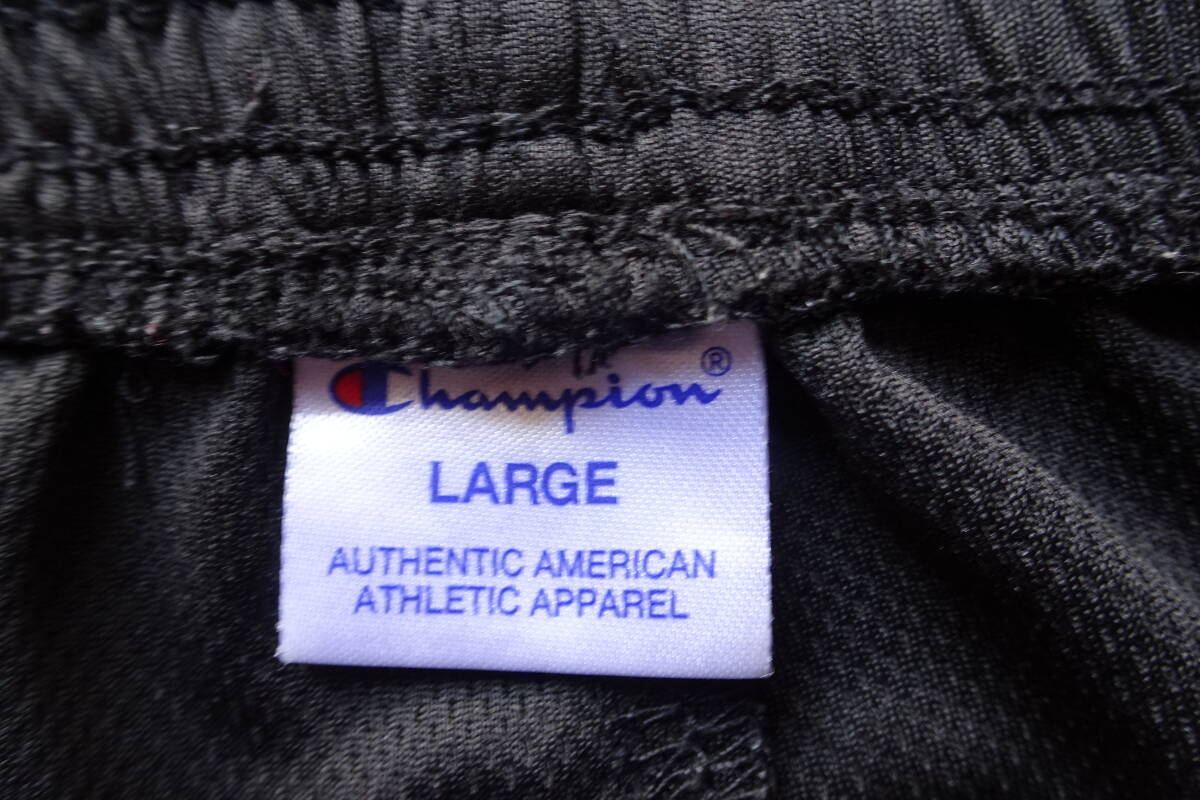 Champion®
LARGE
AUTHENTIC AMERICAN
ATHLETIC APPAREL